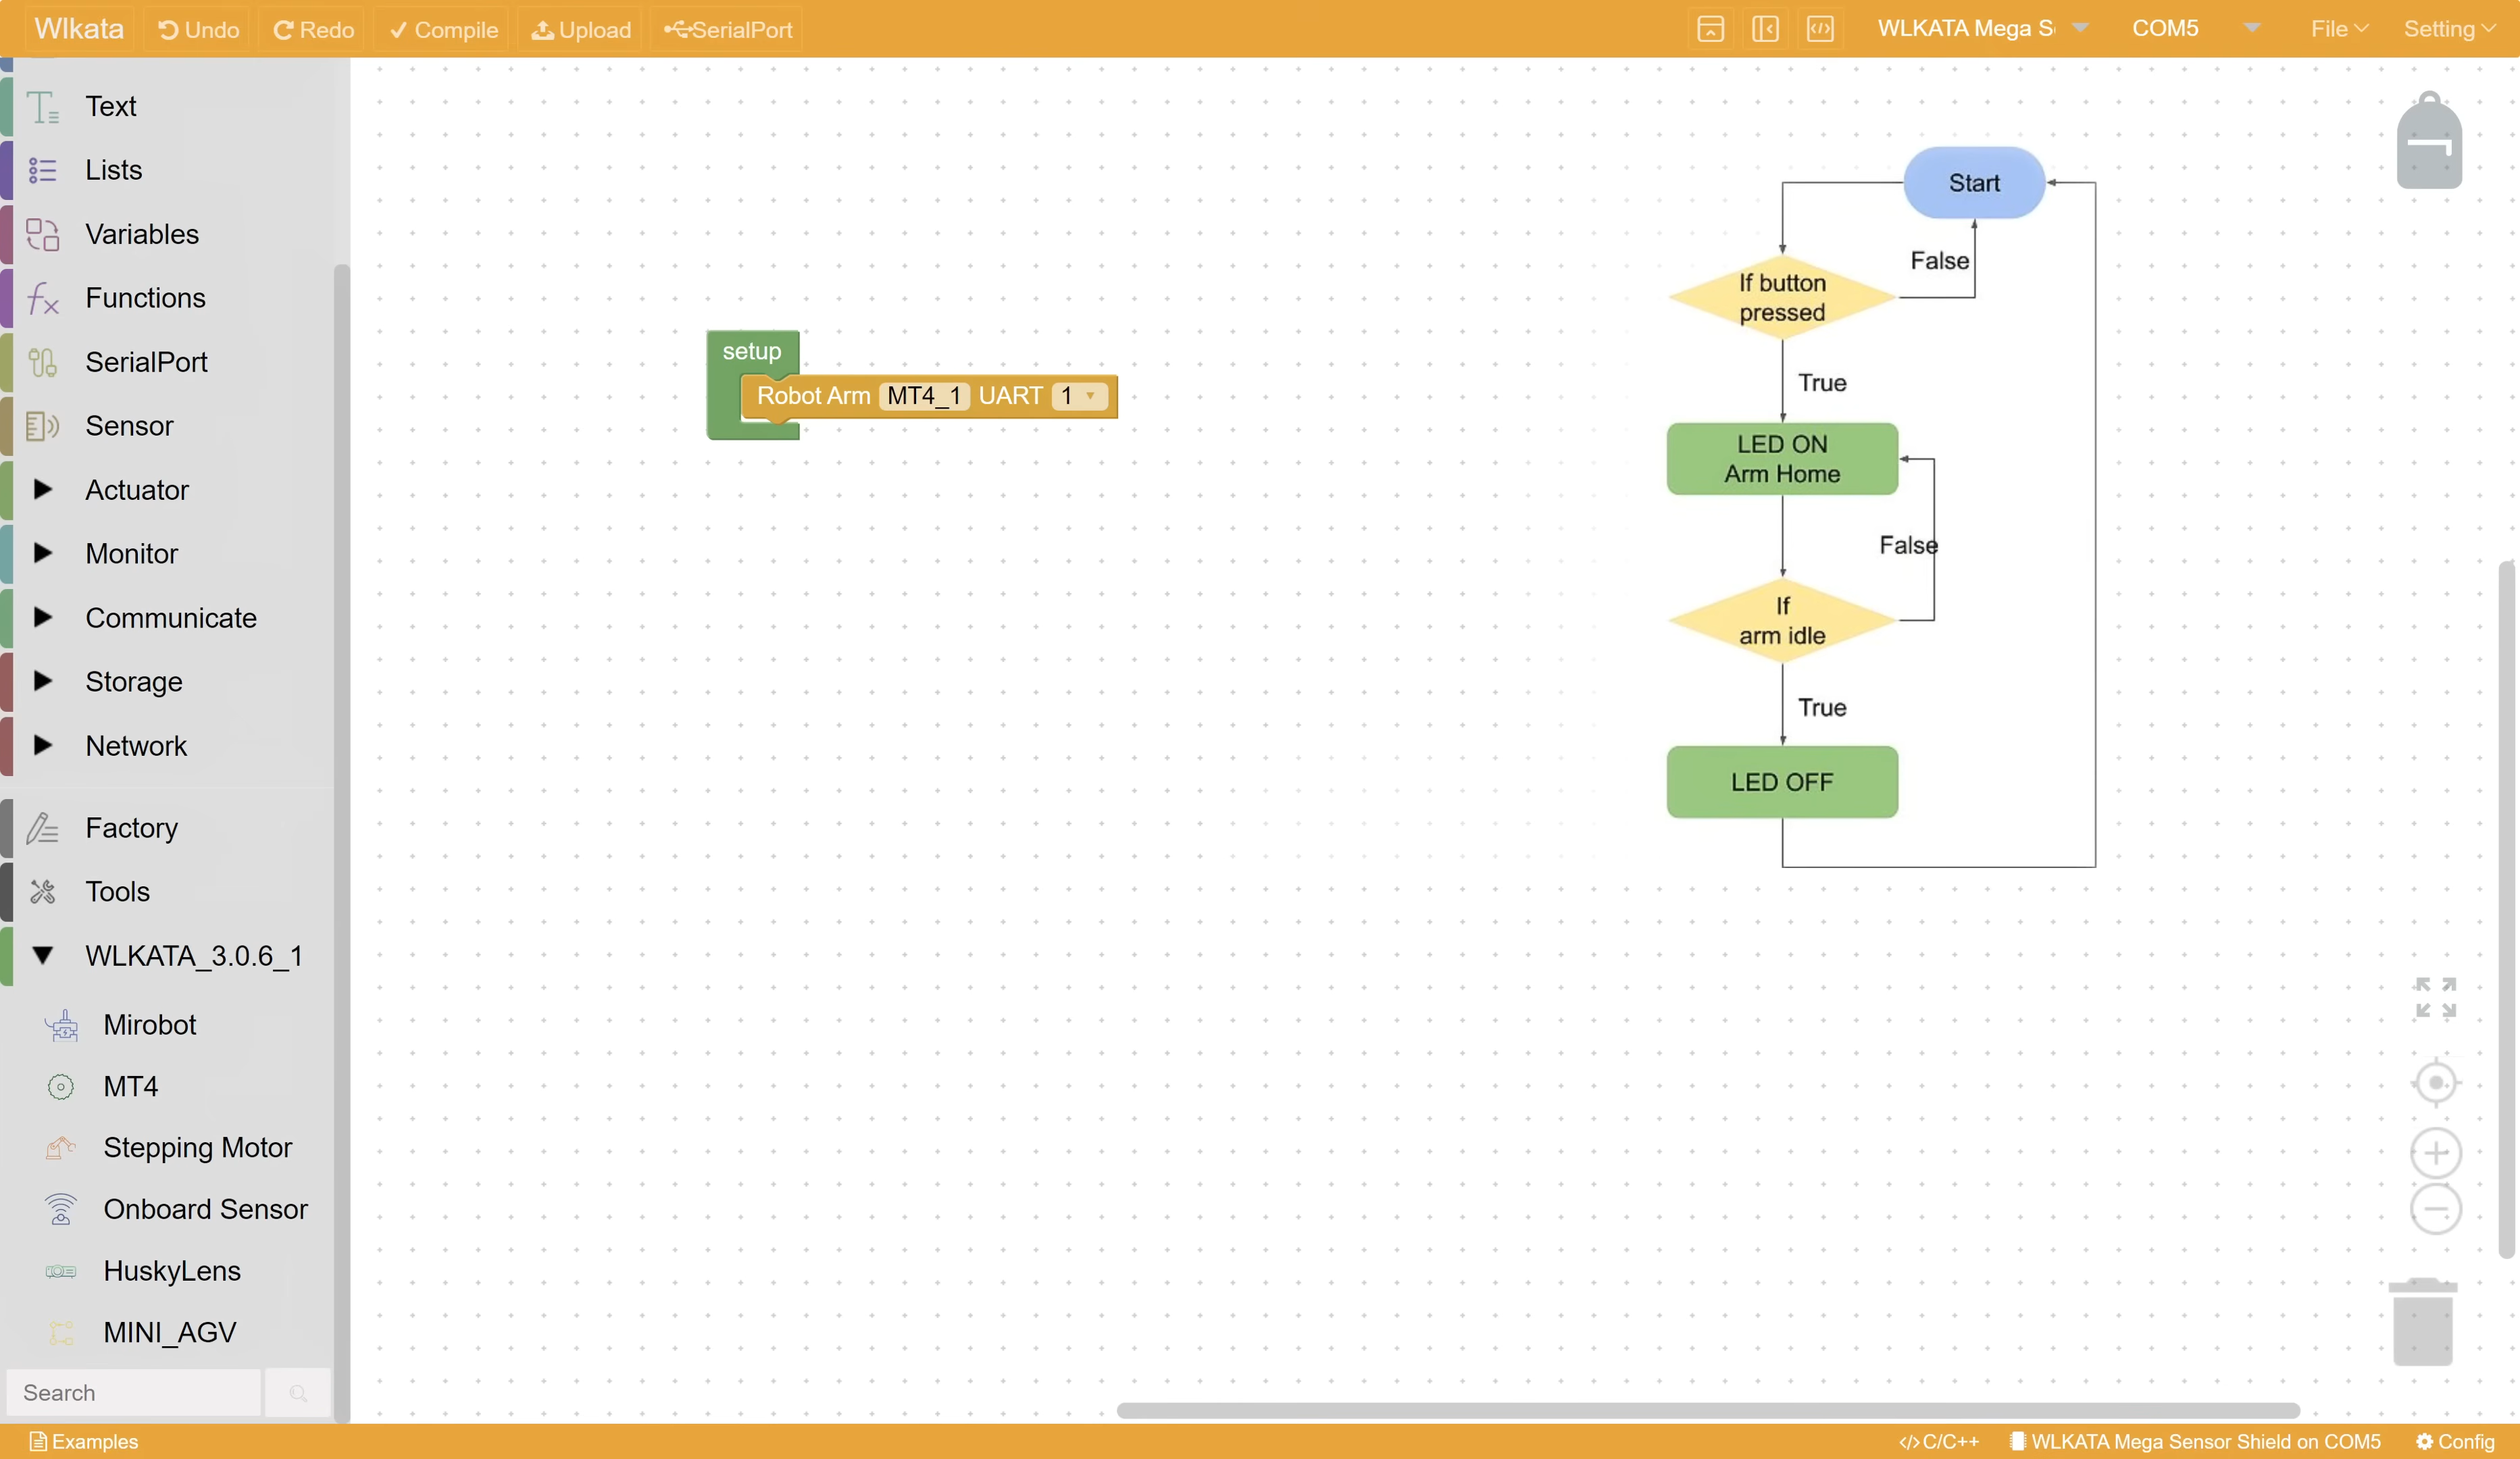 Wlkata Undo Redo Compile Upload SerialPort WLKATA Mega S COM5 File Setting
Text
Lists
Variables
Functions
SerialPort
Sensor
Actuator
Monitor
Communicate
Storage
Network
Factory
Tools
WLKATA_3.0.6_1
Mirobot
MT4
Stepping Motor
Onboard Sensor
HuskyLens
MINI_AGV
Search
setup
Robot Arm MT4_1 UART 1
Start
False
If button
pressed
True
LED ON
Arm Home
False
If
arm idle
True
LED OFF
Examples </>C/C++ WLKATA Mega Sensor Shield on COM5 Config